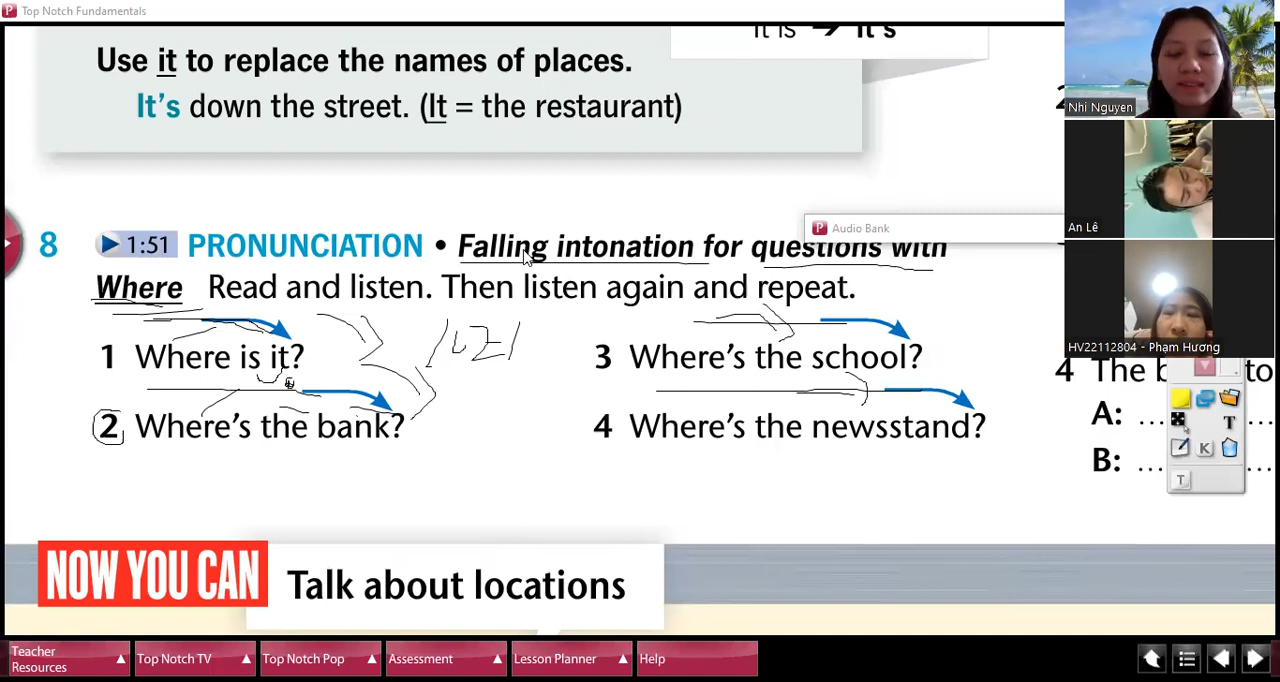 Top Notch Fundamentals
It is → It's
Use it to replace the names of places.
It's down the street. (It = the restaurant)
8 1:51 PRONUNCIATION • Falling intonation for questions with
Where Read and listen. Then listen again and repeat.
1 Where is it?
2 Where's the bank?
3 Where's the school?
4 Where's the newsstand?
Audio Bank
4 The b
to
A: ...
B: ...
NOW YOU CAN
Talk about locations
Nhi Nguyen
An Lê
HV22112804 - Phạm Hương
T
K
T
Teacher
Resources
Top Notch TV
Top Notch Pop
Assessment
Lesson Planner
Help